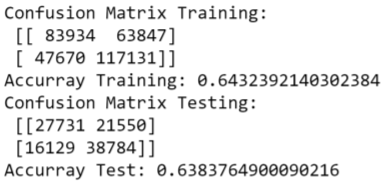 Confusion Matrix Training:
[[ 83934  63847]
[ 47670 117131]]
Accurray Training: 0.6432392140302384
Confusion Matrix Testing:
[[27731 21550]
[16129 38784]]
Accurray Test: 0.6383764900090216